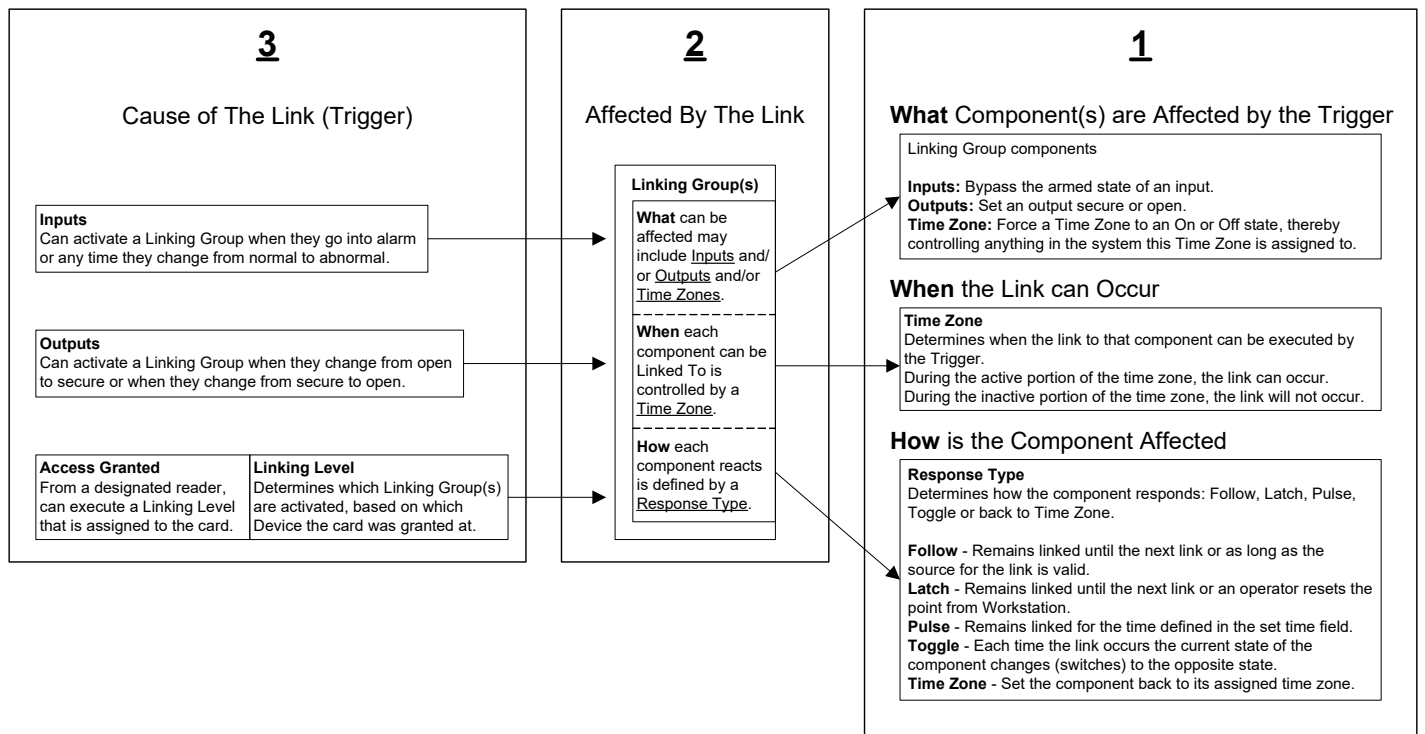 3
Cause of The Link (Trigger)
Inputs
Can activate a Linking Group when they go into alarm
or any time they change from normal to abnormal.
Outputs
Can activate a Linking Group when they change from open
to secure or when they change from secure to open.
Access Granted
From a designated reader,
can execute a Linking Level
that is assigned to the card.
Linking Level
Determines which Linking Group(s)
are activated, based on which
Device the card was granted at.
2
Affected By The Link
Linking Group(s)
What can be
affected may
include Inputs and/
or Outputs and/or
Time Zones.
When each
component can be
Linked To is
controlled by a
Time Zone.
How each
component reacts
is defined by a
Response Type.
1
What Component(s) are Affected by the Trigger
Linking Group components
Inputs: Bypass the armed state of an input.
Outputs: Set an output secure or open.
Time Zone: Force a Time Zone to an On or Off state, thereby
controlling anything in the system this Time Zone is assigned to.
When the Link can Occur
Time Zone
Determines when the link to that component can be executed by
the Trigger.
During the active portion of the time zone, the link can occur.
During the inactive portion of the time zone, the link will not occur.
How is the Component Affected
Response Type
Determines how the component responds: Follow, Latch, Pulse,
Toggle or back to Time Zone.
Follow - Remains linked until the next link or as long as the
source for the link is valid.
Latch - Remains linked until the next link or an operator resets the
point from Workstation.
Pulse - Remains linked for the time defined in the set time field.
Toggle - Each time the link occurs the current state of the
component changes (switches) to the opposite state.
Time Zone - Set the component back to its assigned time zone.